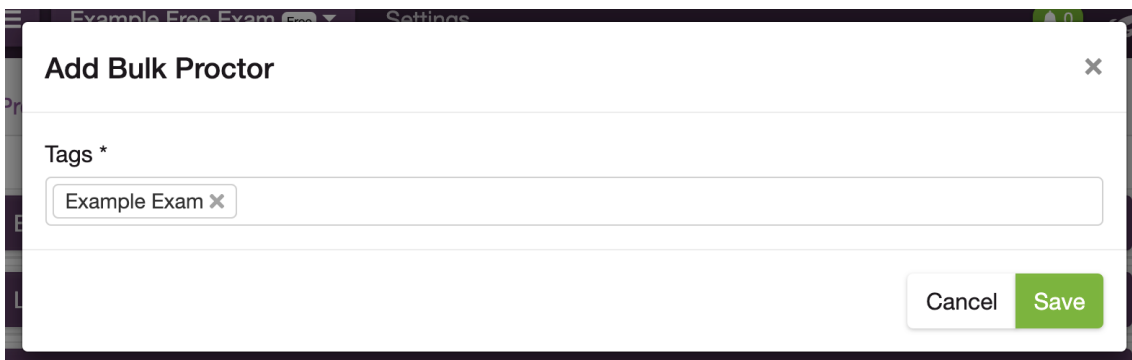 Example Free Exam Free Settings 0
Add Bulk Proctor
Tags *
Example Exam
Cancel Save